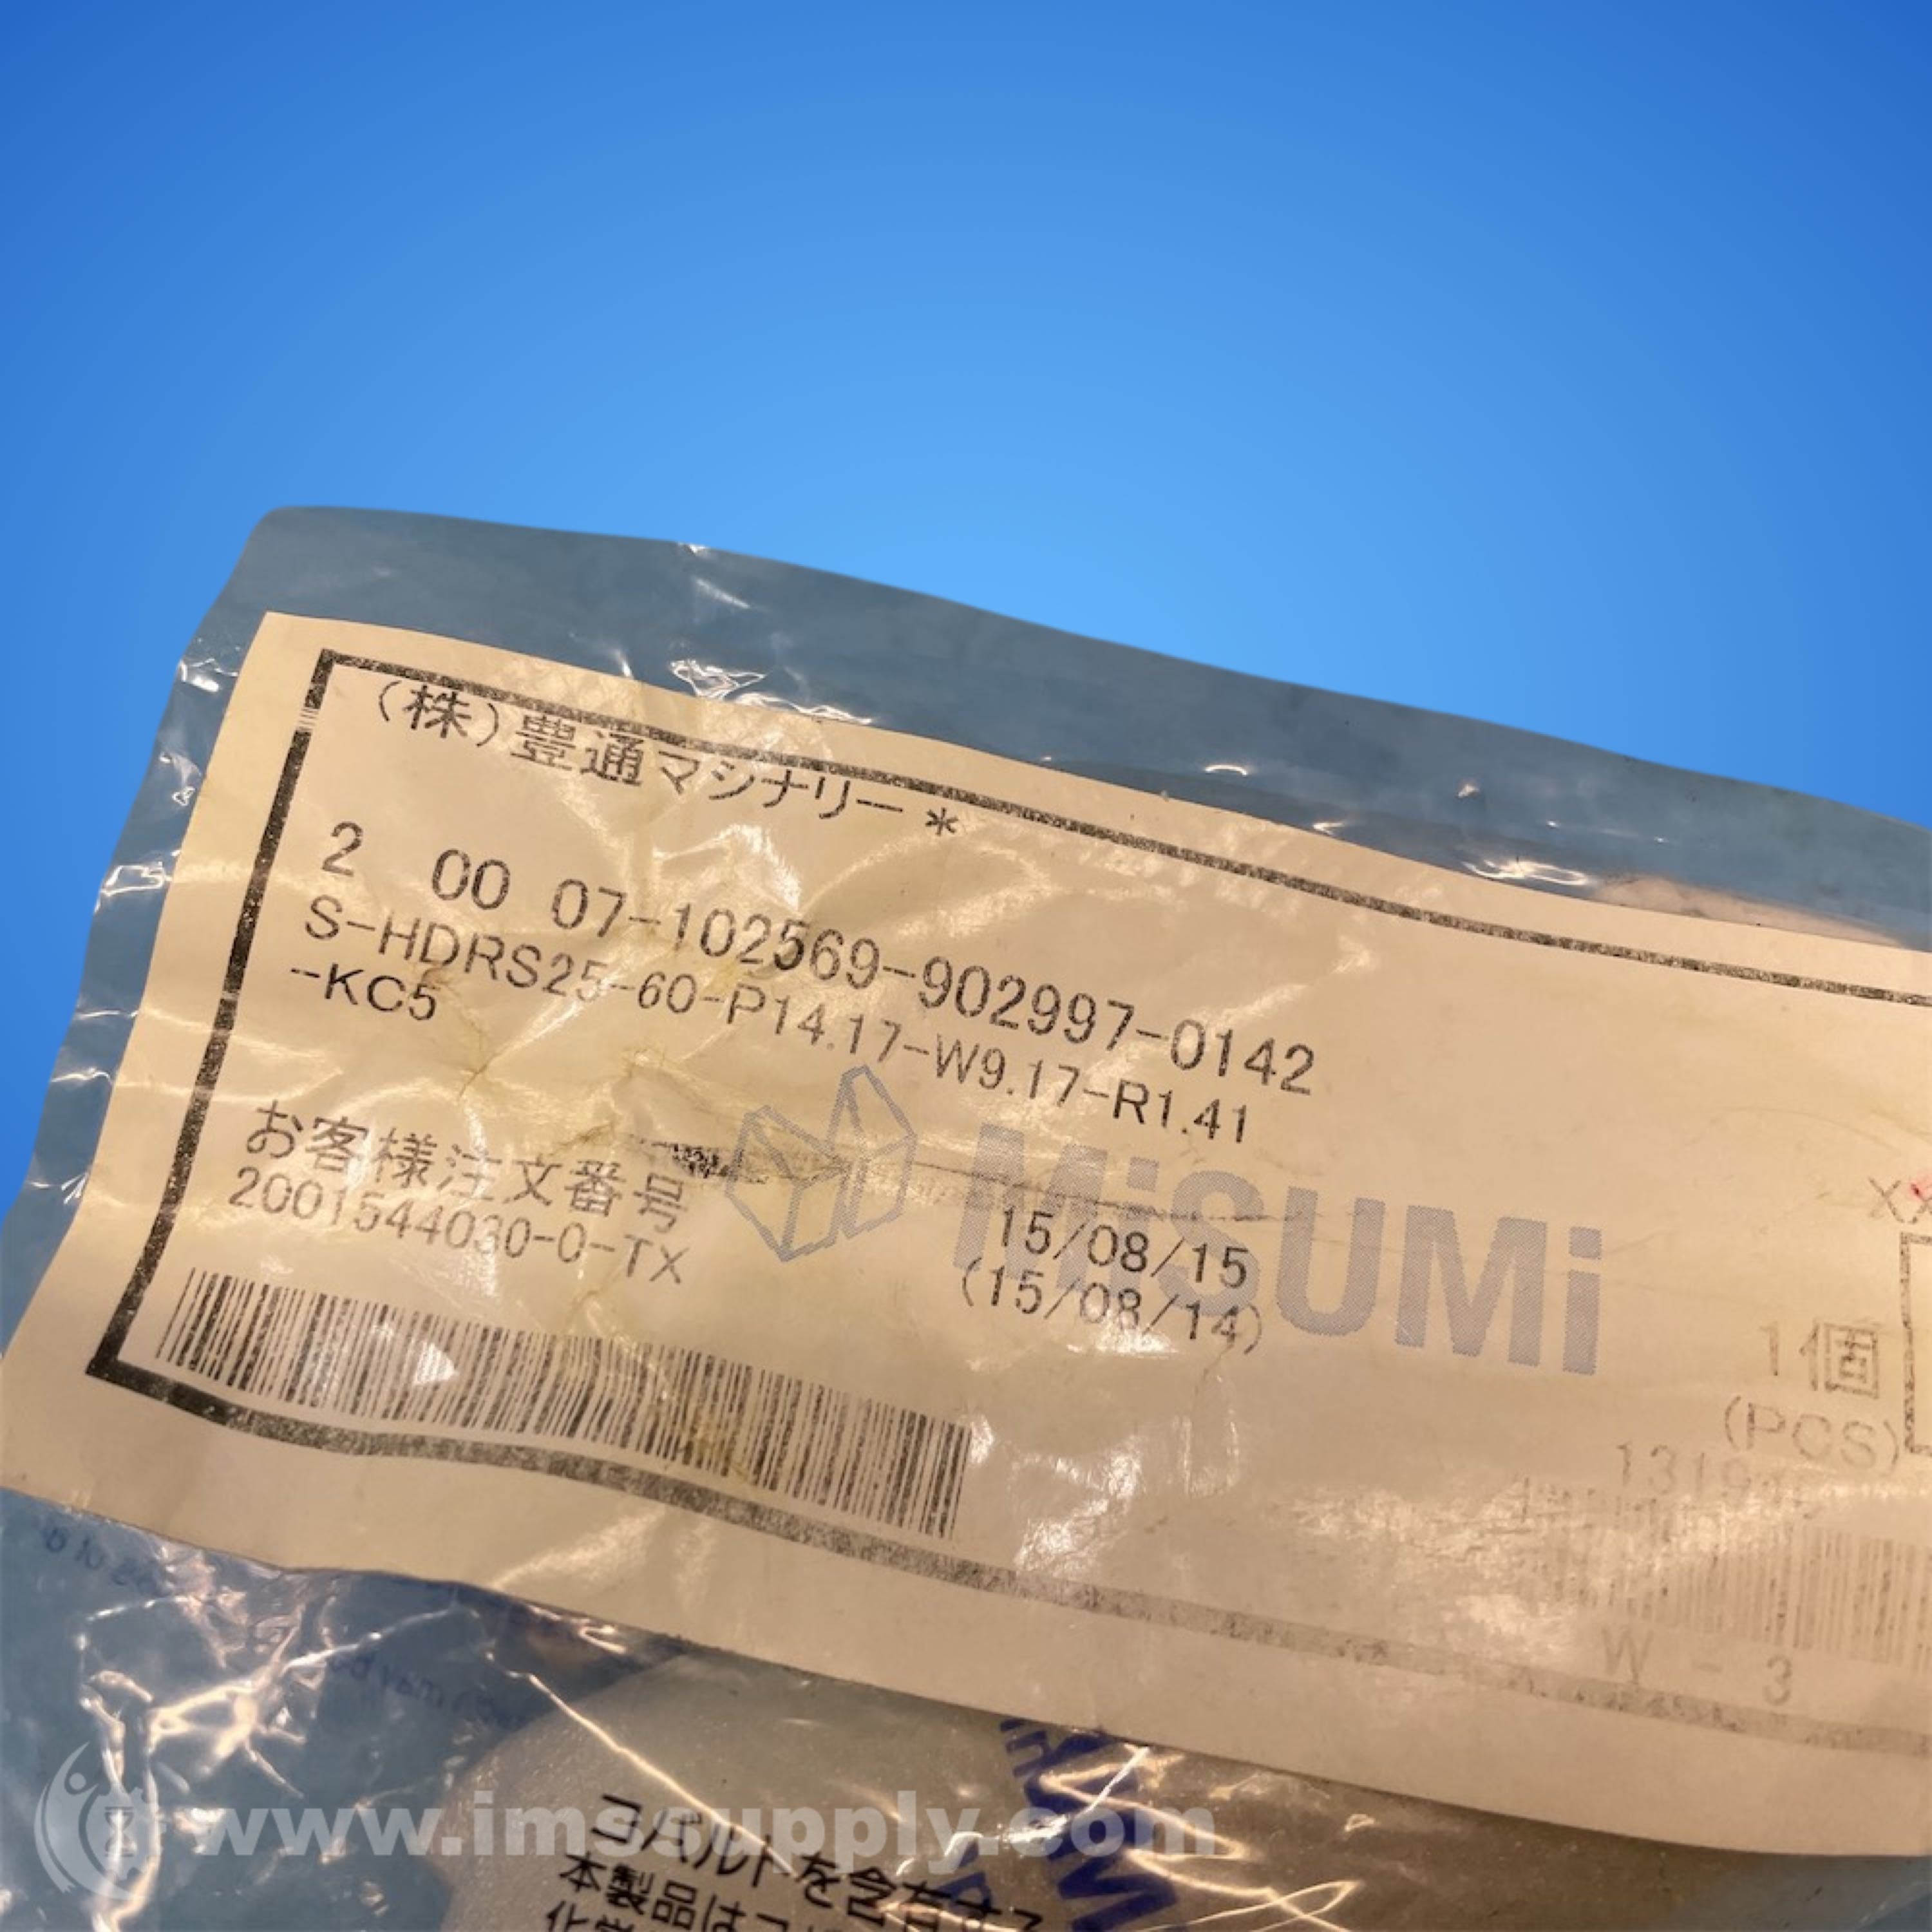 (株)豊通マシナリー*
2 00 07-102569-902997-0142
S-HDRS25-60-P14.17-W9.17-R1.41
-KC5
お客様注文番号
2001544030-0-TX
MiSUMi
15/08/15
(15/08/14)
1個
(PCS)
W-3
www.imssupply.com
コバルトを含有する
本製品は